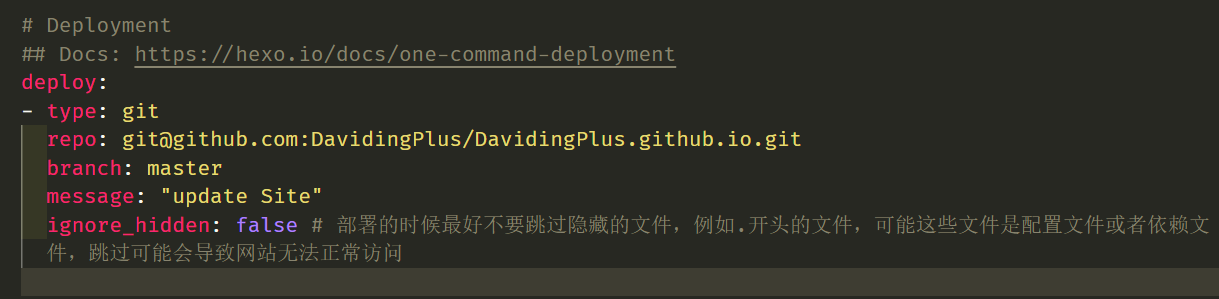 # Deployment
## Docs: https://hexo.io/docs/one-command-deployment
deploy:
- type: git
  repo: git@github.com:DavidingPlus/DavidingPlus.github.io.git
  branch: master
  message: "update Site"
  ignore_hidden: false # 部署的时候最好不要跳过隐藏的文件，例如.开头的文件，可能这些文件是配置文件或者依赖文
  件，跳过可能会导致网站无法正常访问